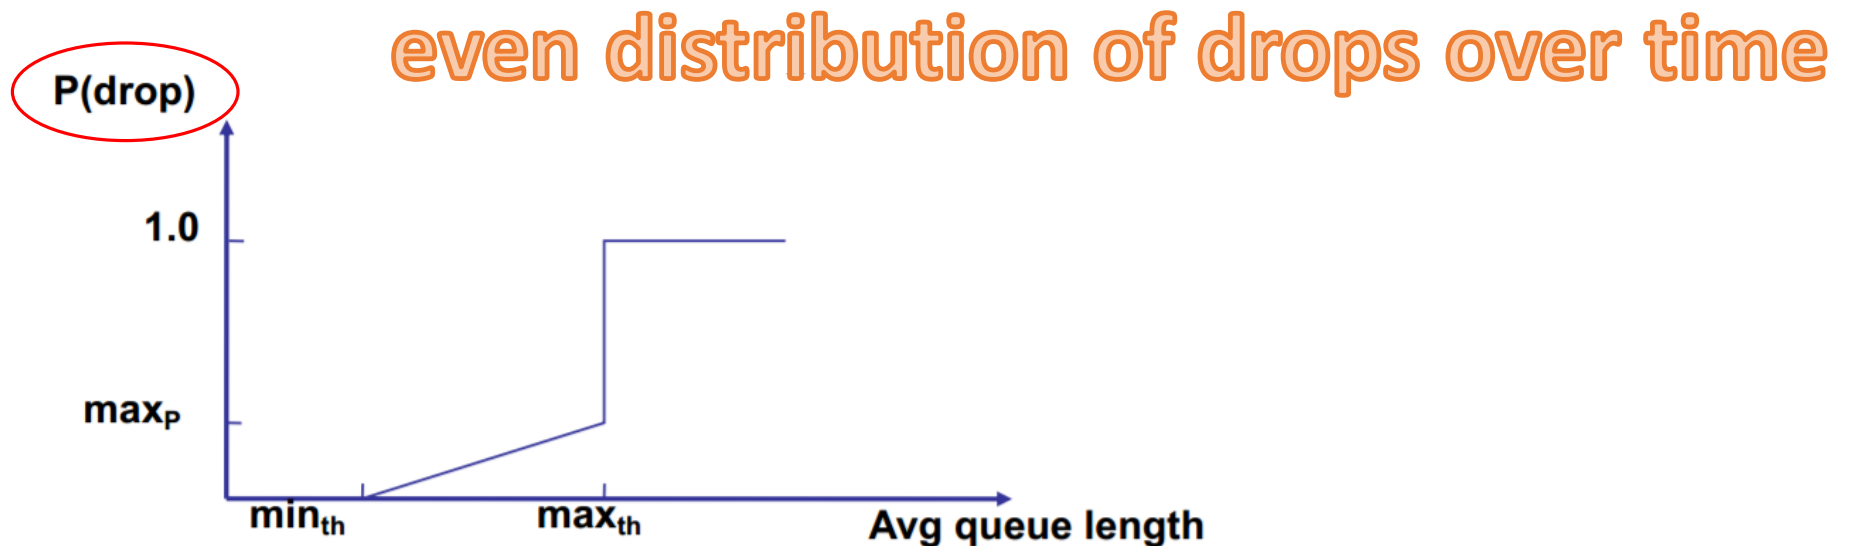 even distribution of drops over time
P(drop)
1.0
maxP
minth
maxth
Avg queue length